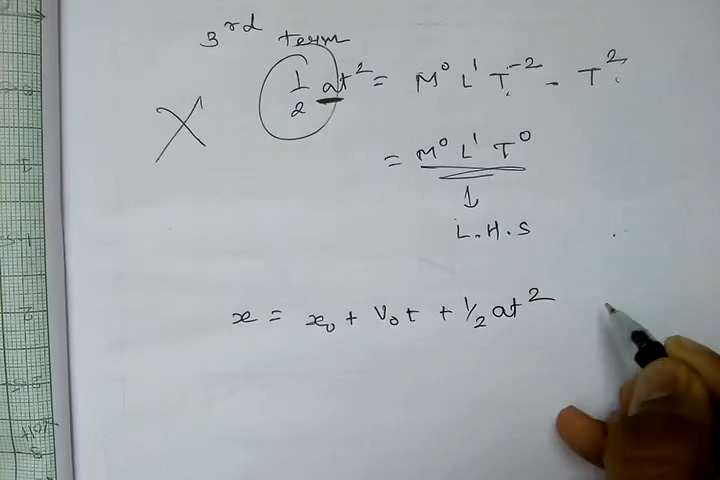 3rd term
½ at² = M⁰ L¹ T⁻² - T²
= M⁰ L¹ T⁰
L.H.S
x = x₀ + V₀t + ½ at²